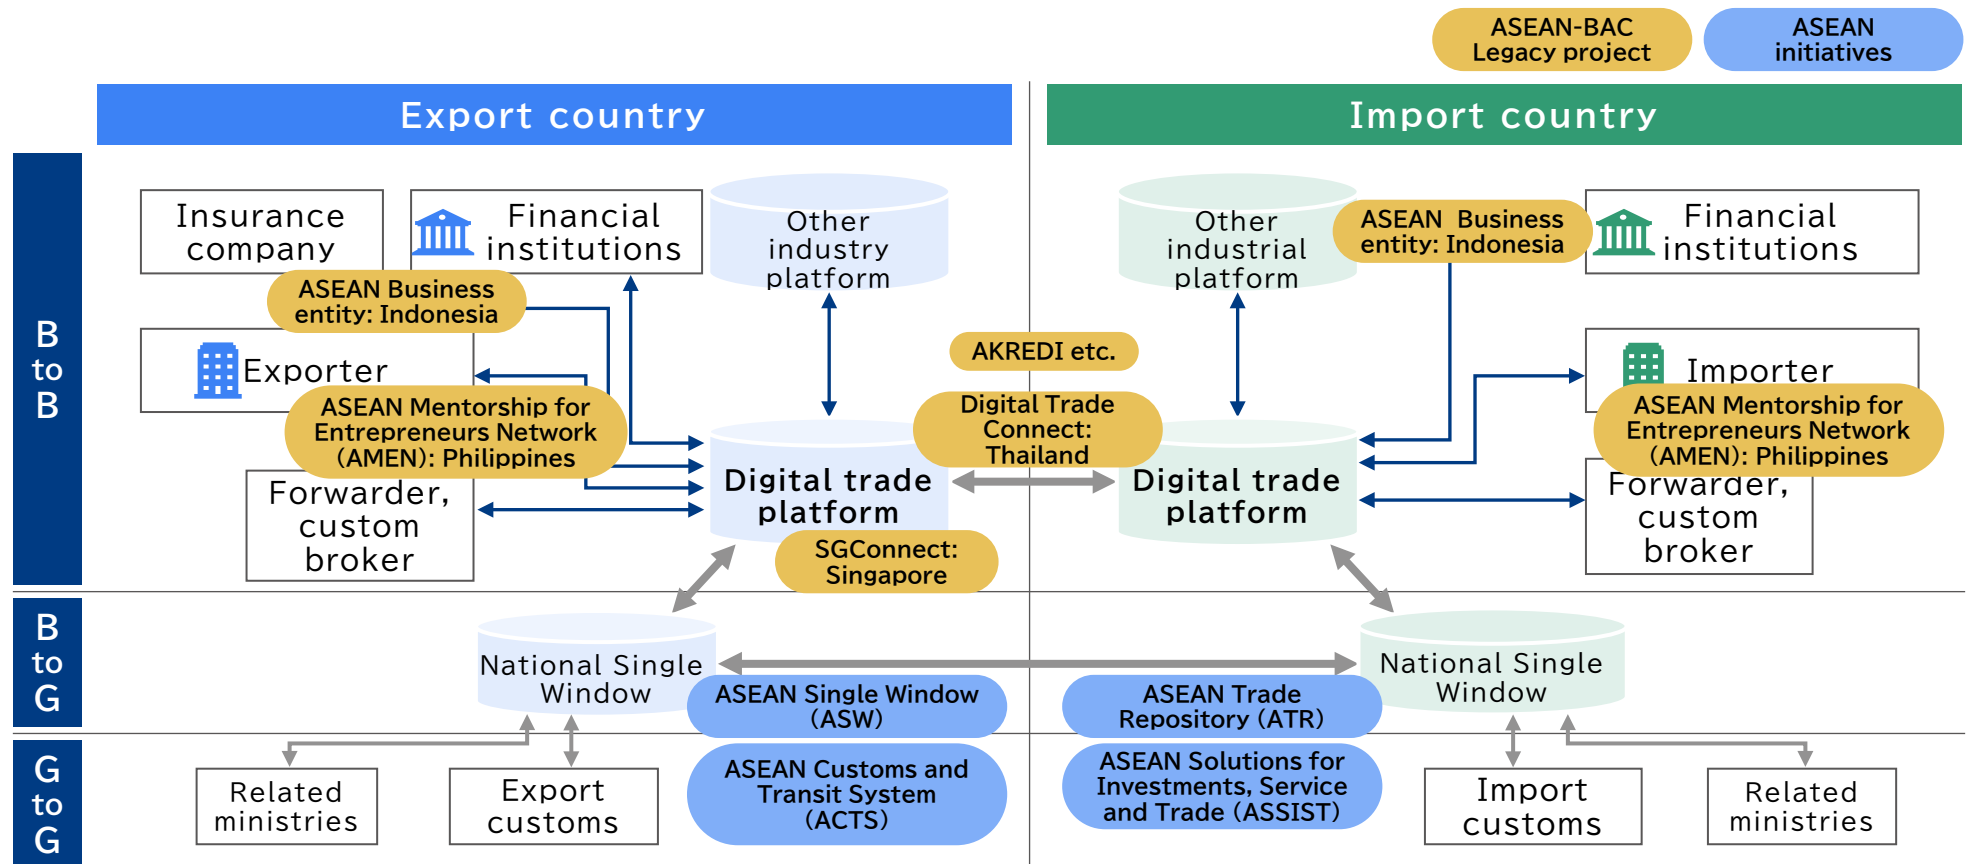 ASEAN-BAC
Legacy project
ASEAN
initiatives
Export country
Import country
B
to
B
Insurance
company
Financial
institutions
Other
industry
platform
Other
industrial
platform
ASEAN  Business
entity: Indonesia
Financial
institutions
ASEAN Business
entity: Indonesia
Exporter
AKREDI etc.
Importer
ASEAN Mentorship for
Entrepreneurs Network
(AMEN): Philippines
Digital Trade
Connect:
Thailand
ASEAN Mentorship for
Entrepreneurs Network
(AMEN): Philippines
Forwarder,
custom
broker
Digital trade
platform
Digital trade
platform
Forwarder,
custom
broker
SGConnect:
Singapore
B
to
G
National Single
Window
National Single
Window
ASEAN Single Window
(ASW)
ASEAN Trade
Repository (ATR)
G
to
G
Related
ministries
Export
customs
ASEAN Customs and
Transit System
(ACTS)
ASEAN Solutions for
Investments, Service
and Trade (ASSIST)
Import
customs
Related
ministries